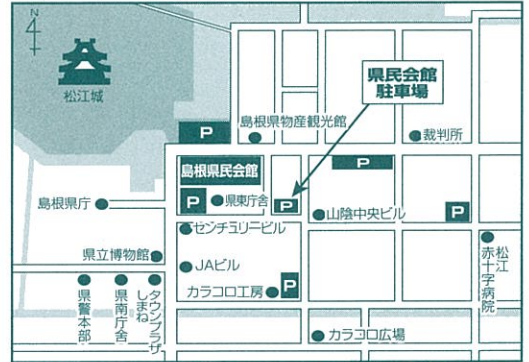 N
4
松江城
県民会館
駐車場
P
島根県物産観光館
裁判所
島根県民会館
P
P
県東庁舎
P
島根県庁
山陰中央ビル
P
センチュリービル
県立博物館
JAビル
松江
赤十字病院
P
カラコロ工房
県警本部
県南庁舎
タウンプラザ
しまね
カラコロ広場